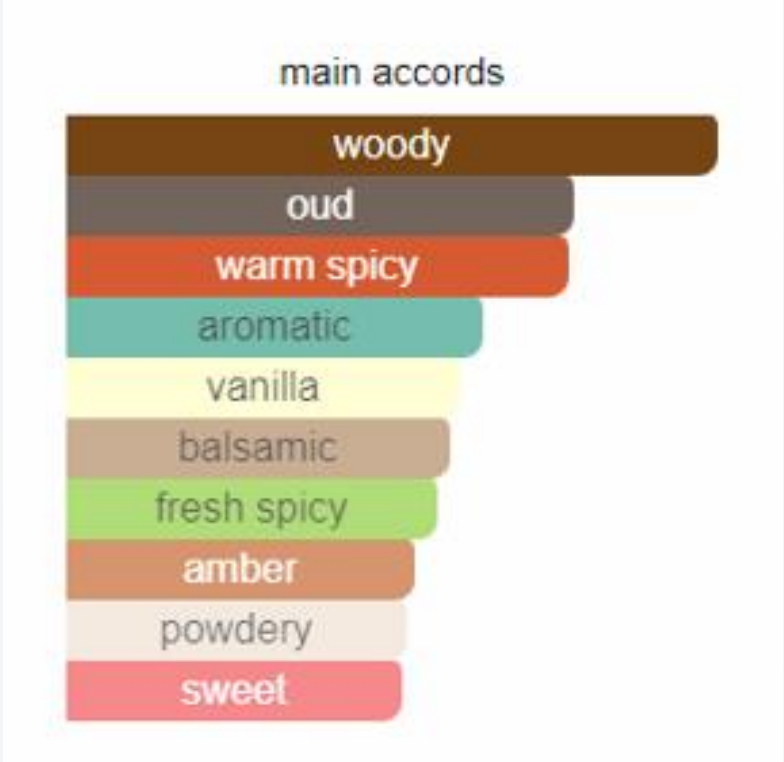 main accords
woody
oud
warm spicy
aromatic
vanilla
balsamic
fresh spicy
amber
powdery
sweet